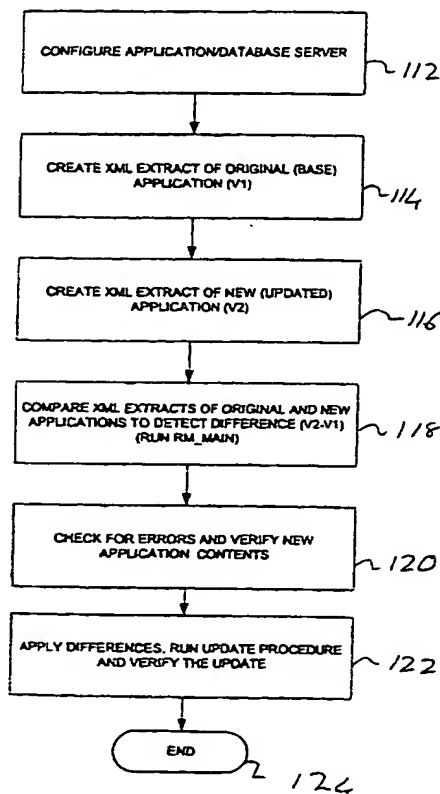 CONFIGURE APPLICATION/DATABASE SERVER
112
CREATE XML EXTRACT OF ORIGINAL (BASE)
APPLICATION (V1)
114
CREATE XML EXTRACT OF NEW (UPDATED)
APPLICATION (V2)
116
COMPARE XML EXTRACTS OF ORIGINAL AND NEW
APPLICATIONS TO DETECT DIFFERENCE (V2-V1)
(RUN RM_MAIN)
118
CHECK FOR ERRORS AND VERIFY NEW
APPLICATION CONTENTS
120
APPLY DIFFERENCES, RUN UPDATE PROCEDURE
AND VERIFY THE UPDATE
122
END
124